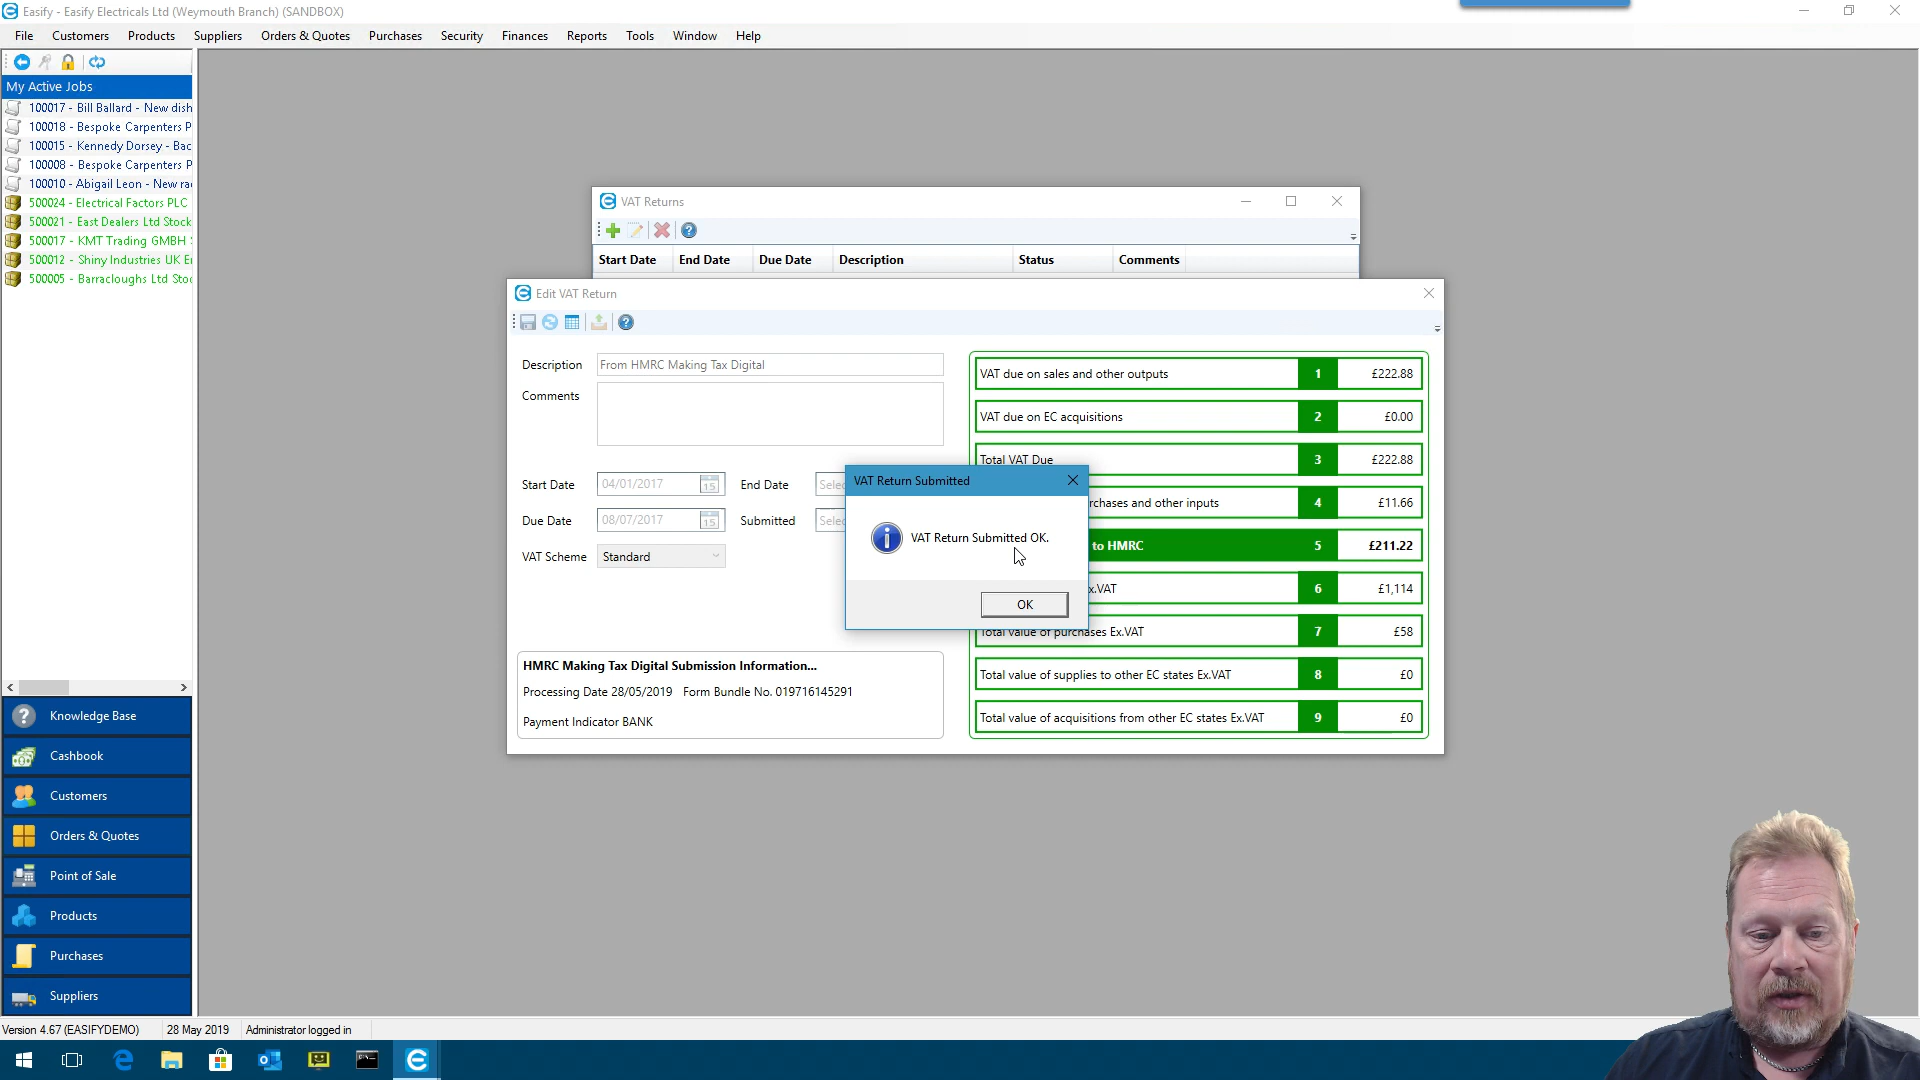 Easify - Easify Electricals Ltd (Weymouth Branch) (SANDBOX)
File Customers Products Suppliers Orders & Quotes Purchases Security Finances Reports Tools Window Help
My Active Jobs
100017 - Bill Ballard - New dish
100018 - Bespoke Carpenters P
100015 - Kennedy Dorsey - Bac
100008 - Bespoke Carpenters P
100010 - Abigail Leon - New ra
500024 - Electrical Factors PLC
500021 - East Dealers Ltd Stock
500017 - KMT Trading GMBH
500012 - Shiny Industries UK E
500005 - Barracloughs Ltd Sto
Knowledge Base
Cashbook
Customers
Orders & Quotes
Point of Sale
Products
Purchases
Suppliers
VAT Returns
Start Date End Date Due Date Description Status Comments
Edit VAT Return
Description From HMRC Making Tax Digital
Comments
Start Date 04/01/2017 15 End Date Selec
Due Date 08/07/2017 15 Submitted Selec
VAT Scheme Standard
HMRC Making Tax Digital Submission Information...
Processing Date 28/05/2019 Form Bundle No. 019716145291
Payment Indicator BANK
VAT due on sales and other outputs 1 £222.88
VAT due on EC acquisitions 2 £0.00
Total VAT Due 3 £222.88
rchases and other inputs 4 £11.66
to HMRC 5 £211.22
x.VAT 6 £1,114
Total value of purchases Ex.VAT 7 £58
Total value of supplies to other EC states Ex.VAT 8 £0
Total value of acquisitions from other EC states Ex.VAT 9 £0
VAT Return Submitted
VAT Return Submitted OK.
OK
Version 4.67 (EASIFYDEMO) 28 May 2019 Administrator logged in